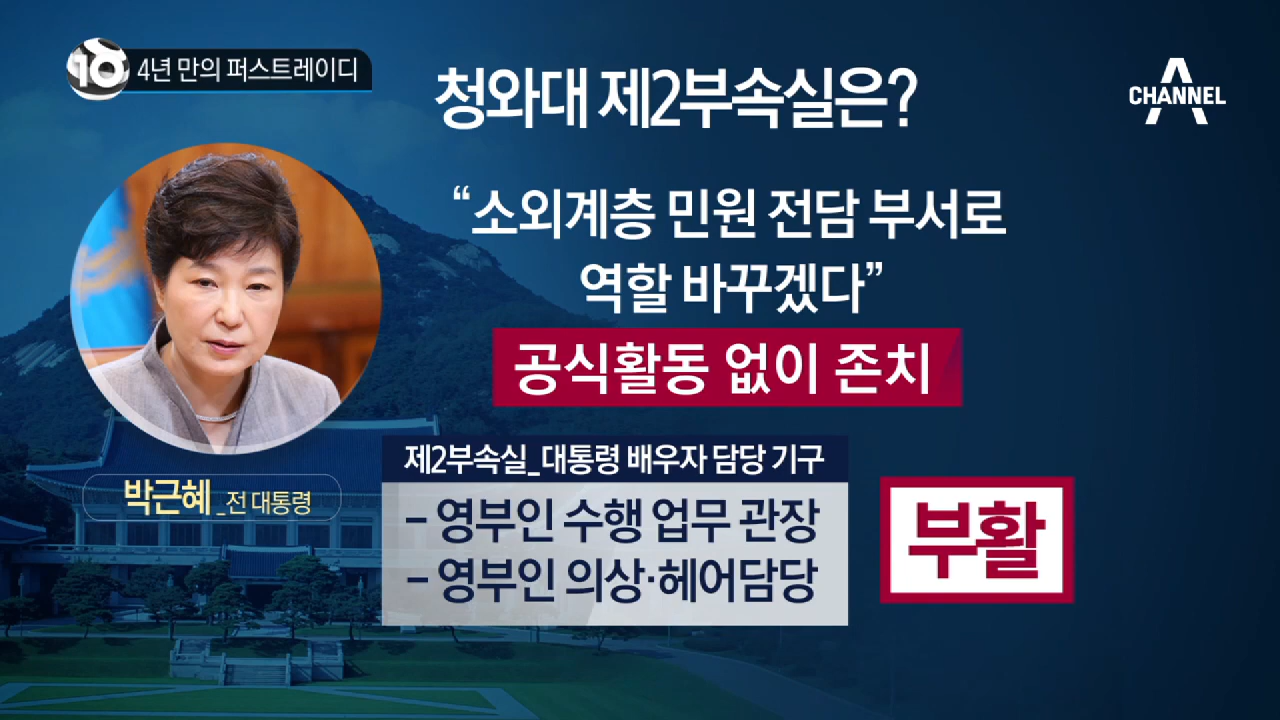 10 4년 만의 퍼스트레이디
CHANNEL A
청와대 제2부속실은?
“소외계층 민원 전담 부서로
역할 바꾸겠다”
공식활동 없이 존치
박근혜_전 대통령
제2부속실_대통령 배우자 담당 기구
- 영부인 수행 업무 관장
- 영부인 의상·헤어담당
부활